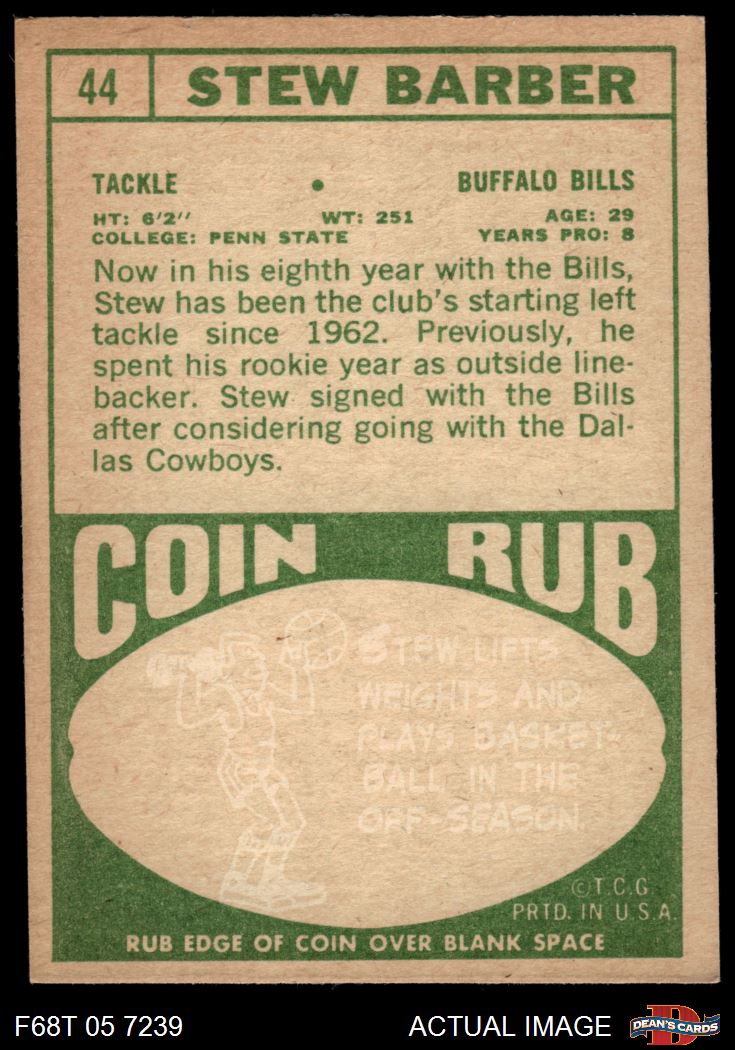 44 STEW BARBER
TACKLE • BUFFALO BILLS
HT: 6'2" WT: 251 AGE: 29
COLLEGE: PENN STATE YEARS PRO: 8
Now in his eighth year with the Bills,
Stew has been the club's starting left
tackle since 1962. Previously, he
spent his rookie year as outside line-
backer. Stew signed with the Bills
after considering going with the Dal-
las Cowboys.
COIN RUB
STEW LIFTS
WEIGHTS AND
PLAYS BASKET-
BALL IN THE
OFF-SEASON.
©T.C.G.
PRTD. IN U.S.A.
RUB EDGE OF COIN OVER BLANK SPACE
F68T 05 7239 ACTUAL IMAGE DEAN'S CARDS